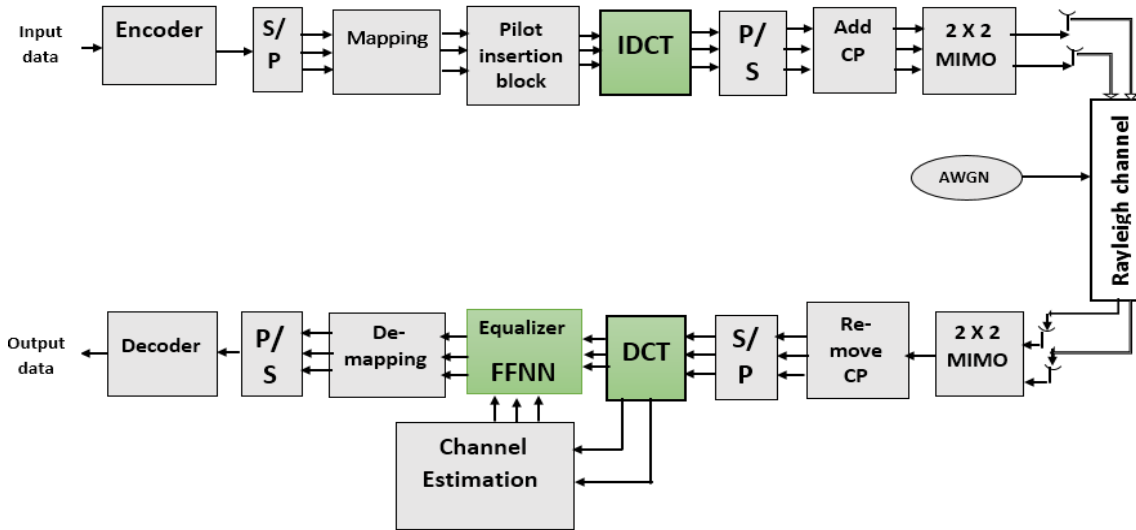 Input
data
Encoder
S/
P
Mapping
Pilot
insertion
block
IDCT
P/
S
Add
CP
2 X 2
MIMO
AWGN
Rayleigh channel
Output
data
Decoder
P/
S
De-
mapping
Equalizer
FFNN
DCT
S/
P
Re-
move
CP
2 X 2
MIMO
Channel
Estimation